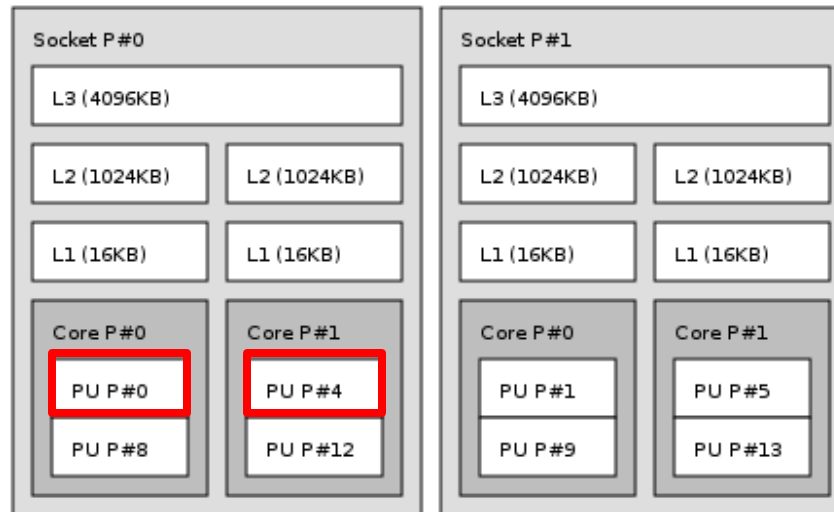 Socket P#0
L3 (4096KB)
L2 (1024KB)
L2 (1024KB)
L1 (16KB)
L1 (16KB)
Core P#0
PU P#0
PU P#8
Core P#1
PU P#4
PU P#12
Socket P#1
L3 (4096KB)
L2 (1024KB)
L2 (1024KB)
L1 (16KB)
L1 (16KB)
Core P#0
PU P#1
PU P#9
Core P#1
PU P#5
PU P#13